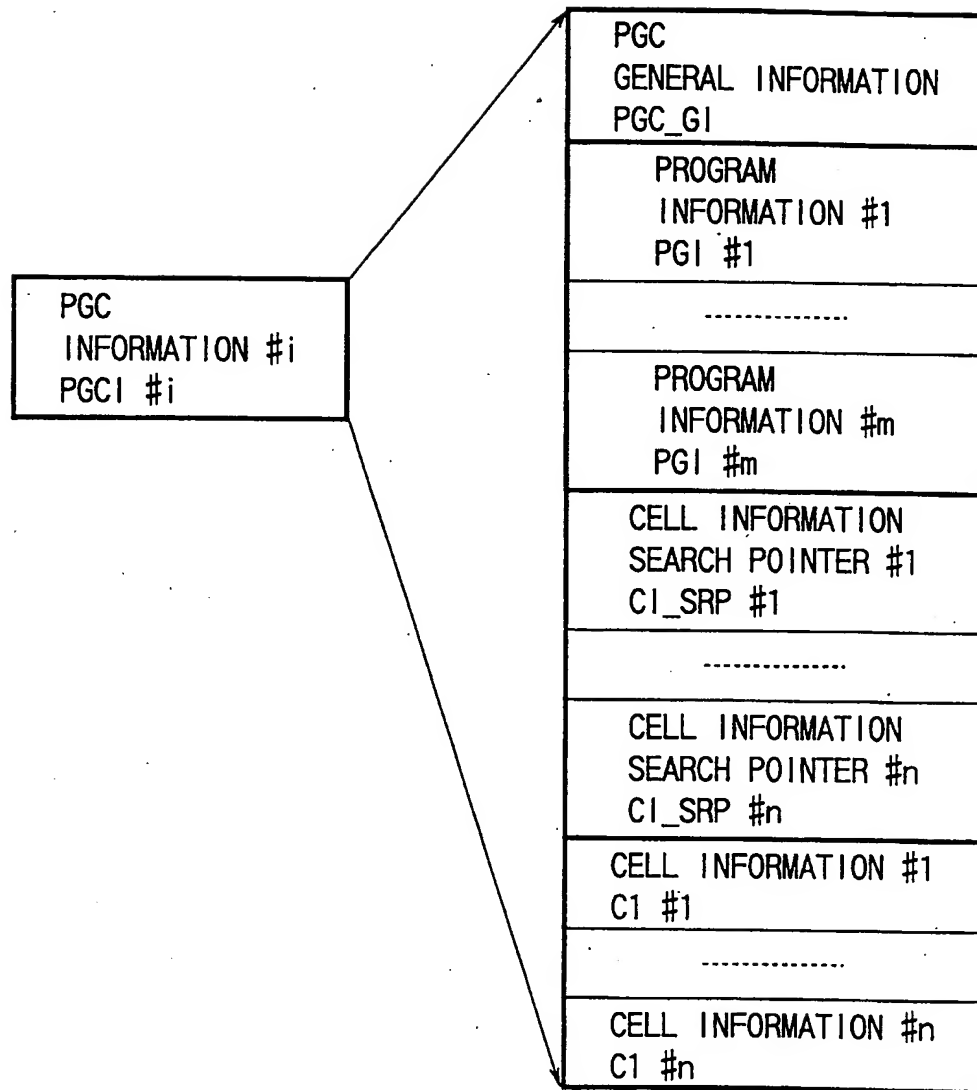 PGC
INFORMATION #i
PGCI #i
PGC
GENERAL INFORMATION
PGC_GI
PROGRAM
INFORMATION #1
PGI #1
PROGRAM
INFORMATION #m
PGI #m
CELL INFORMATION
SEARCH POINTER #1
CI_SRP #1
CELL INFORMATION
SEARCH POINTER #n
CI_SRP #n
CELL INFORMATION #1
C1 #1
CELL INFORMATION #n
C1 #n